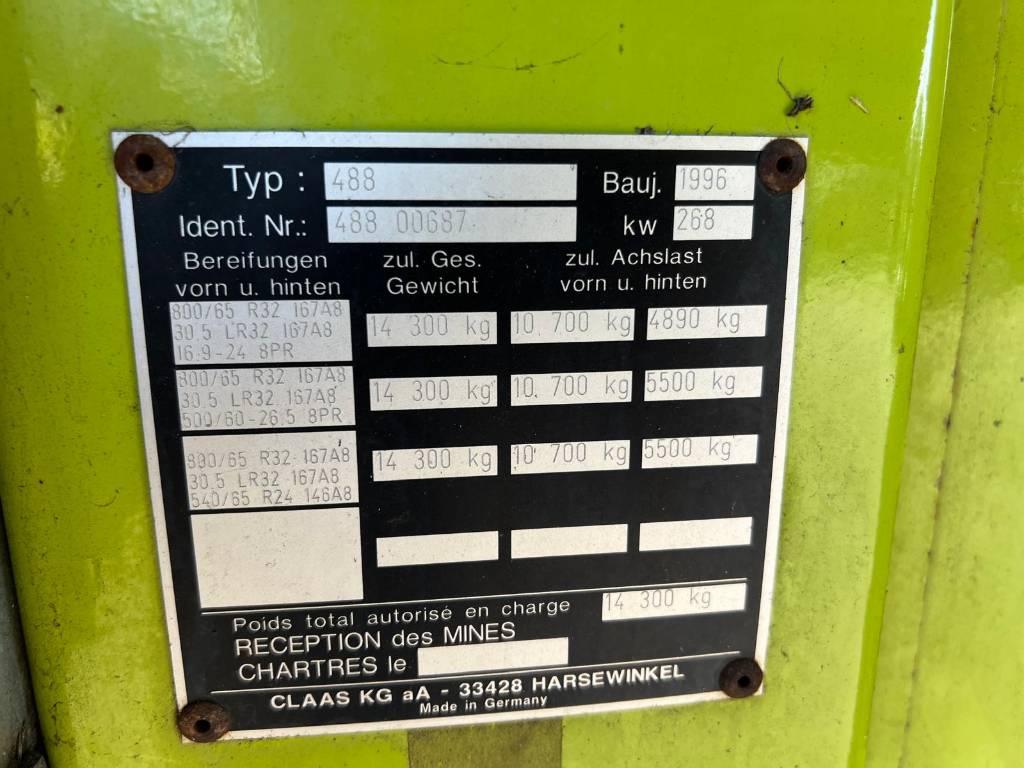 Typ : 488 Bauj. 1996
Ident. Nr.: 488 00687 kw 268
Bereifungen zul. Ges. zul. Achslast
vorn u. hinten Gewicht vorn u. hinten
800/65 R32 167A8
30.5 LR32 167A8 14 300 kg 10 700 kg 4890 kg
16.9-24 8PR
800/65 R32 167A8
30.5 LR32 167A8 14 300 kg 10 700 kg 5500 kg
500/60-26.5 8PR
800/65 R32 167A8
30.5 LR32 167A8 14 300 kg 10 700 kg 5500 kg
540/65 R24 146A8
Poids total autorisé en charge 14 300 kg
RECEPTION des MINES
CHARTRES le
CLAAS KG aA - 33428 HARSEWINKEL
Made in Germany